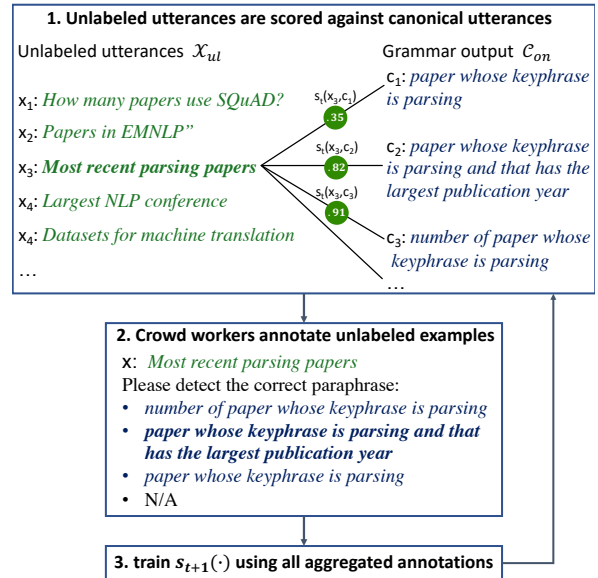 1. Unlabeled utterances are scored against canonical utterances
Unlabeled utterances 𝒳ul
Grammar output 𝒞on
x1: How many papers use SQuAD?
x2: Papers in EMNLP”
x3: Most recent parsing papers
x4: Largest NLP conference
x4: Datasets for machine translation
...
st(x3,c1)
.35
st(x3,c2)
.82
st(x3,c3)
.91
c1: paper whose keyphrase
is parsing
c2: paper whose keyphrase
is parsing and that has the
largest publication year
c3: number of paper whose
keyphrase is parsing
...
2. Crowd workers annotate unlabeled examples
x: Most recent parsing papers
Please detect the correct paraphrase:
• number of paper whose keyphrase is parsing
• paper whose keyphrase is parsing and that
has the largest publication year
• paper whose keyphrase is parsing
• N/A
3. train st+1(·) using all aggregated annotations